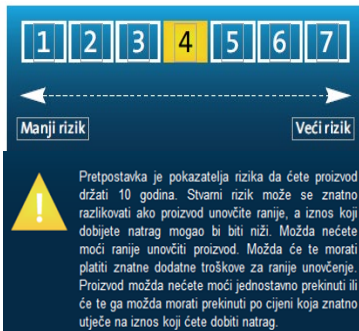 1 2 3 4 5 6 7
Manji rizik Veći rizik
Pretpostavka je pokazatelja rizika da ćete proizvod
držati 10 godina. Stvarni rizik može se znatno
razlikovati ako proizvod unovčite ranije, a iznos koji
dobijete natrag mogao bi biti niži. Možda nećete
moći ranije unovčiti proizvod. Možda će te morati
platiti znatne dodatne troškove za ranije unovčenje.
Proizvod možda nećete moći jednostavno prekinuti ili
će te ga možda morati prekinuti po cijeni koja znatno
utječe na iznos koji ćete dobiti natrag.